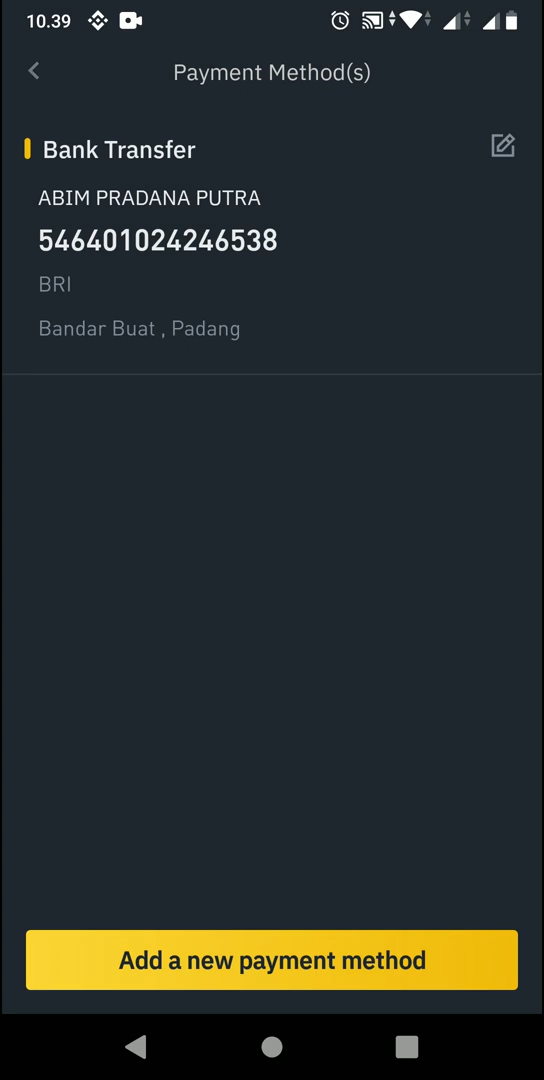 10.39
Payment Method(s)
Bank Transfer
ABIM PRADANA PUTRA
546401024246538
BRI
Bandar Buat , Padang
Add a new payment method